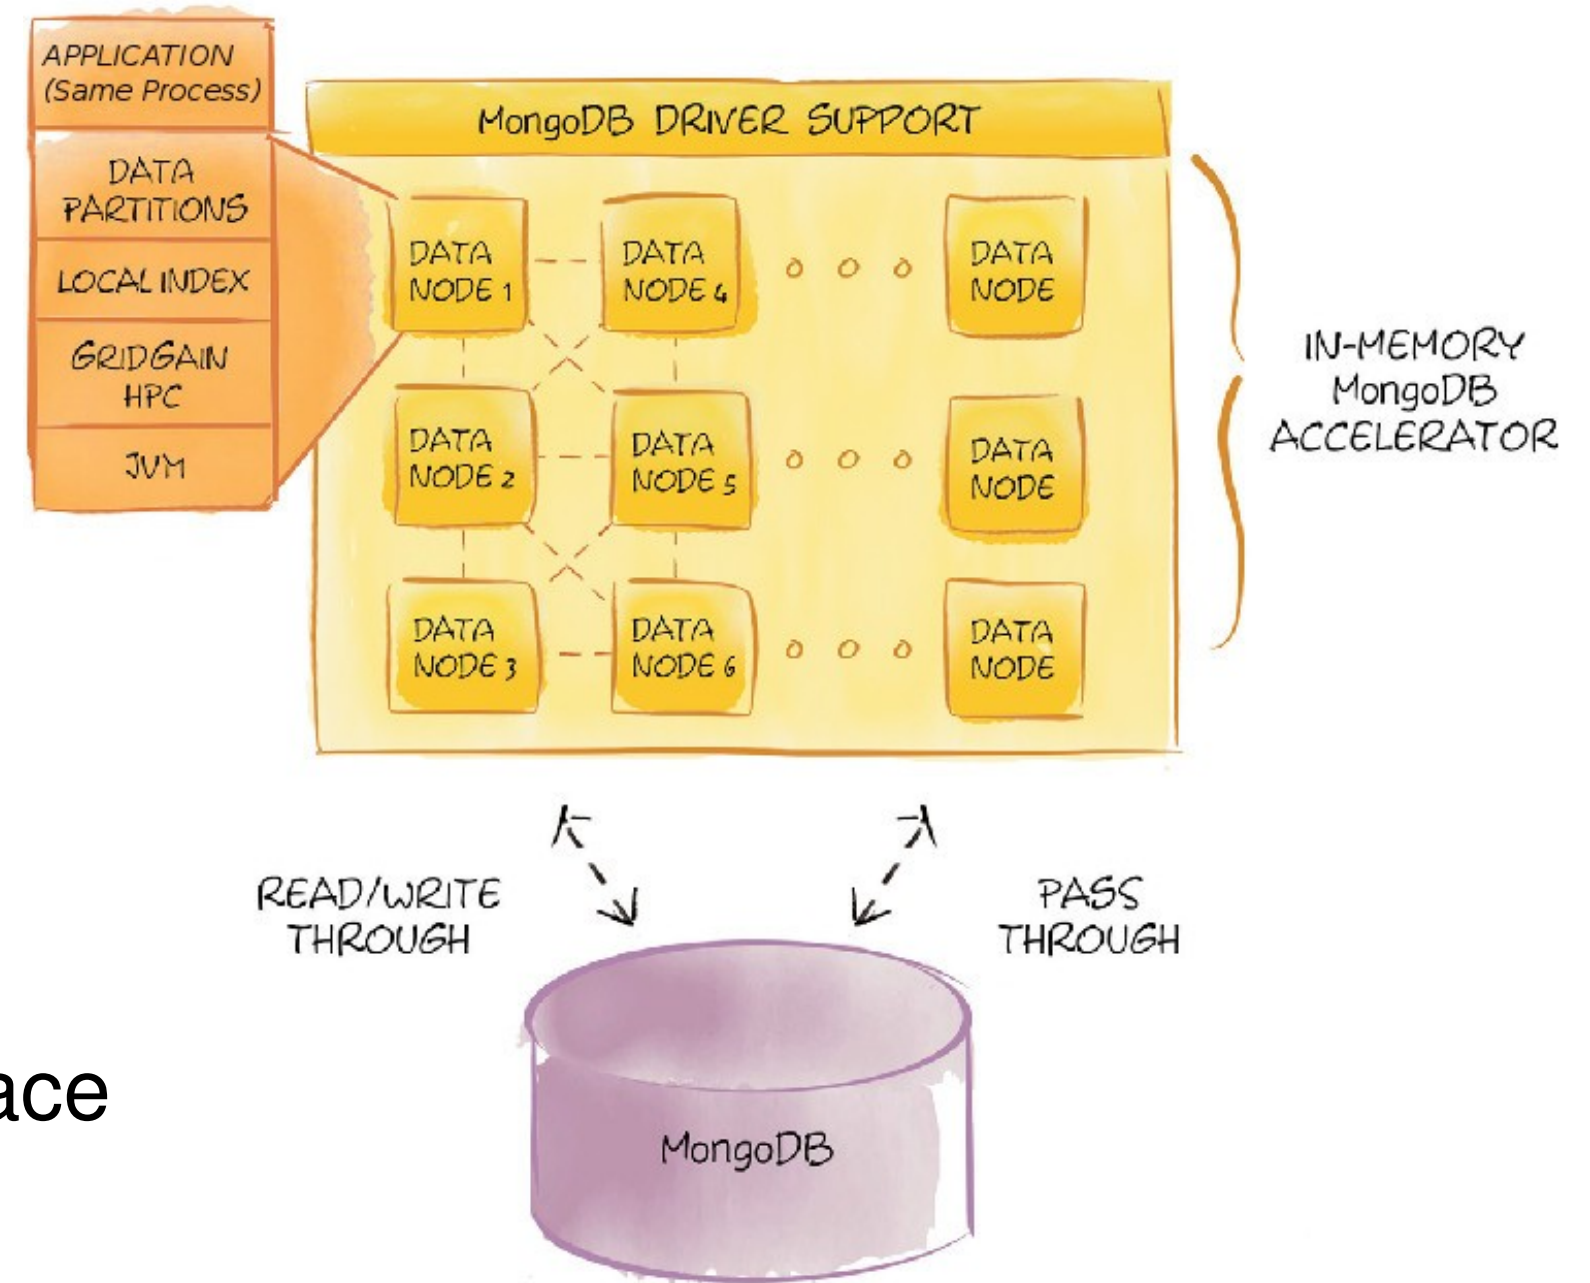 APPLICATION
(Same Process)
DATA
PARTITIONS
LOCAL INDEX
GRIDGAIN
HPC
JVM
MongoDB DRIVER SUPPORT
DATA
NODE 1
DATA
NODE 4
DATA
NODE
DATA
NODE 2
DATA
NODE 5
DATA
NODE
DATA
NODE 3
DATA
NODE 6
DATA
NODE
IN-MEMORY
MongoDB
ACCELERATOR
READ/WRITE
THROUGH
PASS
THROUGH
ace
MongoDB